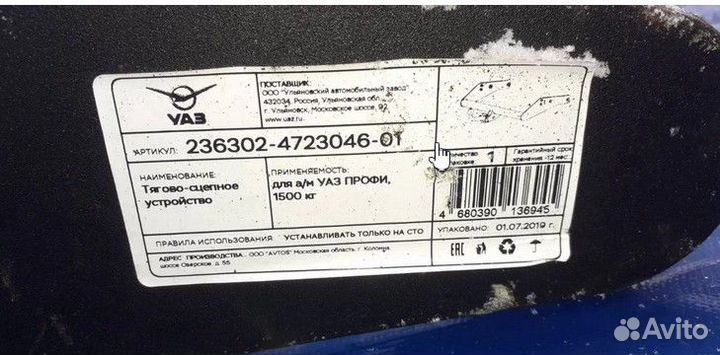 УАЗ
ПОСТАВЩИК:
ООО "Ульяновский автомобильный завод"
432034, Россия, Ульяновская обл.,
г. Ульяновск, Московское шоссе, 92
www.uaz.ru
АРТИКУЛ: 236302-4723046-01
НАИМЕНОВАНИЕ:
Тягово-сцепное
устройство
ПРИМЕНЯЕМОСТЬ:
для а/м УАЗ ПРОФИ,
1500 кг
Количество
упаковке
1
Гарантийный срок
хранения -12 мес.
4 680390 136945
ПРАВИЛА ИСПОЛЬЗОВАНИЯ УСТАНАВЛИВАТЬ ТОЛЬКО НА СТО
УПАКОВАНО: 01.07.2019 г.
АДРЕС ПРОИЗВОДСТВА: ООО "AVTOS" Московская область, г. Коломна,
шоссе Озерское, д. 55
ЕАС
Avito